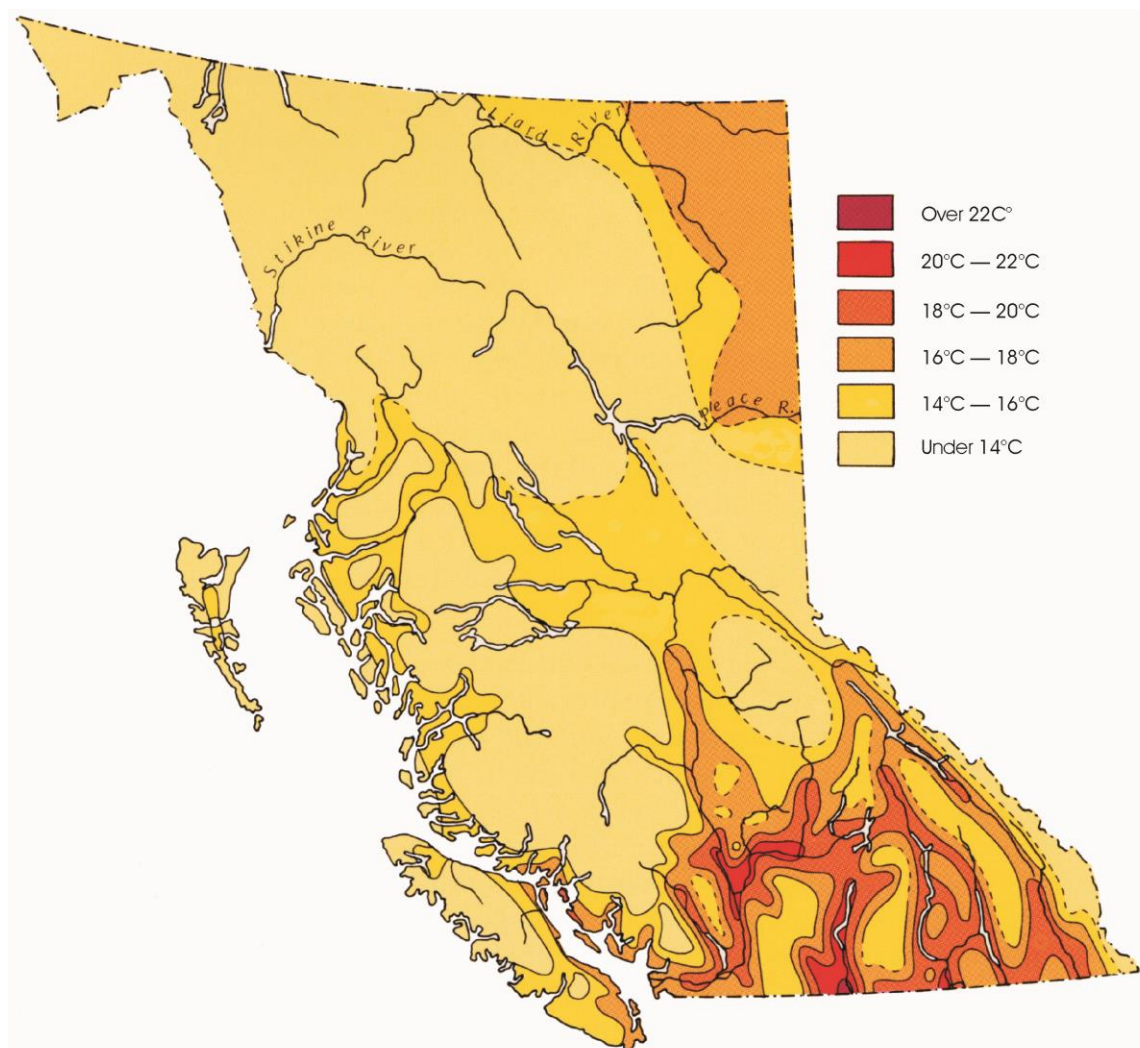 Liard River
Stikine River
Peace R.
Over 22C°
20°C — 22°C
18°C — 20°C
16°C — 18°C
14°C — 16°C
Under 14°C